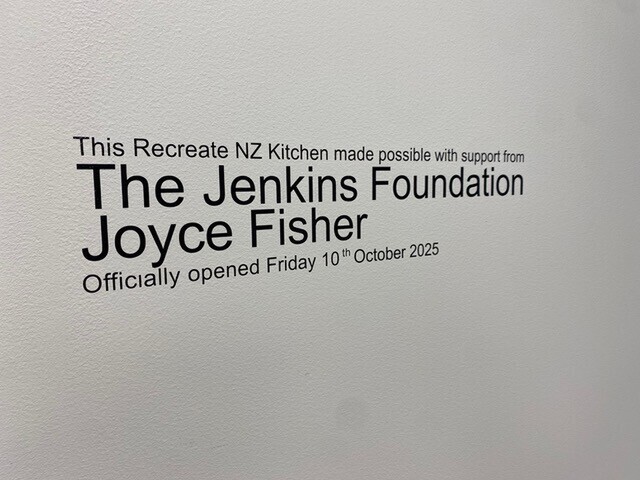 This Recreate NZ Kitchen made possible with support from
The Jenkins Foundation
Joyce Fisher
Officially opened Friday 10th October 2025